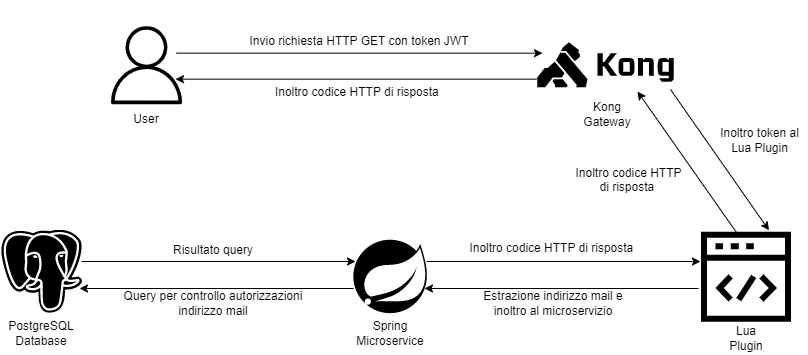 Invio richiesta HTTP GET con token JWT
Inoltro codice HTTP di risposta
User
Kong
Kong
Gateway
Inoltro token al
Lua Plugin
Inoltro codice HTTP
di risposta
Risultato query
Query per controllo autorizzazioni
indirizzo mail
Inoltro codice HTTP di risposta
Estrazione indirizzo mail e
inoltro al microservizio
PostgreSQL
Database
Spring
Microservice
</>
Lua
Plugin